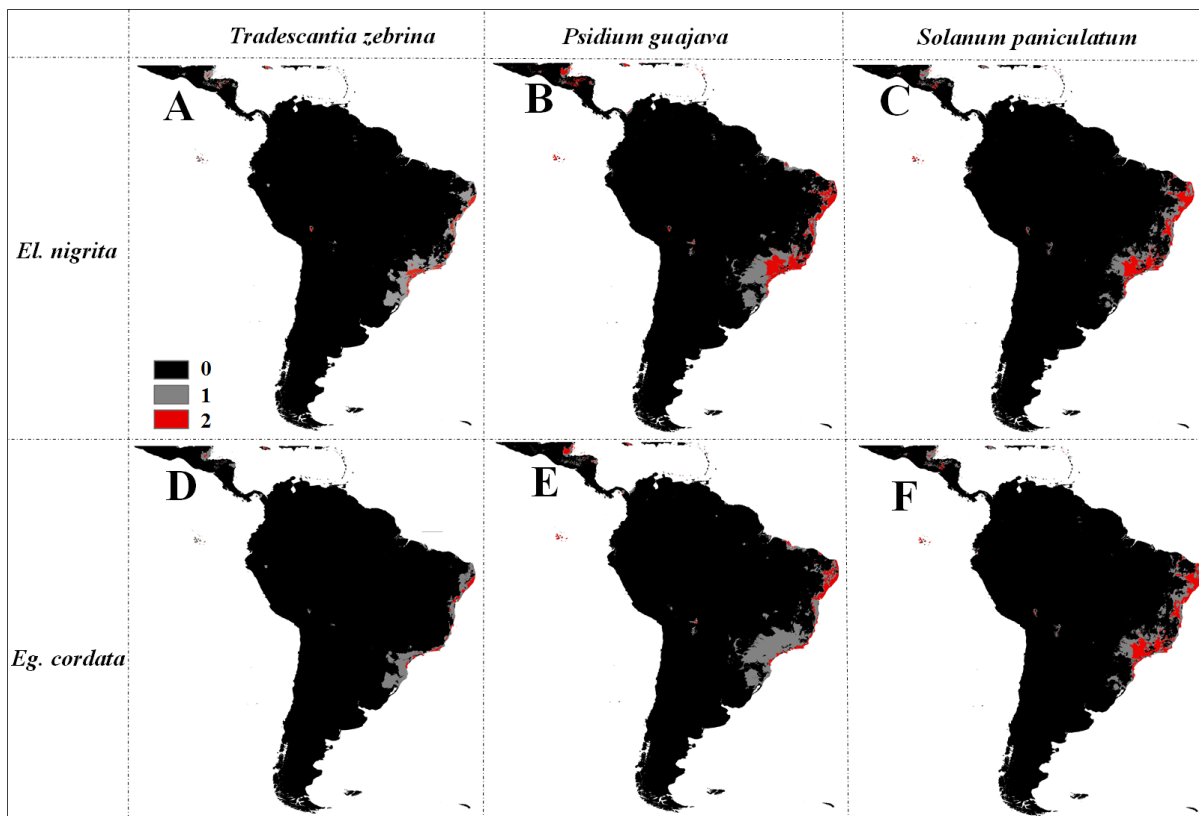 Tradescantia zebrina
Psidium guajava
Solanum paniculatum
El. nigrita
A
B
C
0
1
2
Eg. cordata
D
E
F